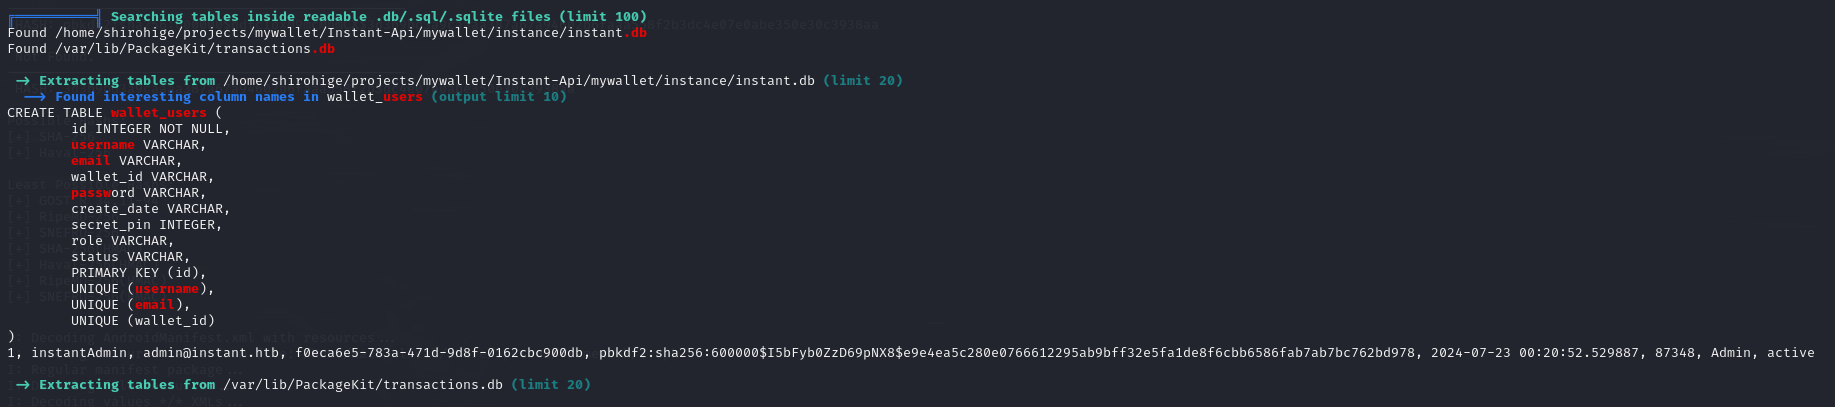 ╔══════════╣ Searching tables inside readable .db/.sql/.sqlite files (limit 100)
Found /home/shirohige/projects/mywallet/Instant-Api/mywallet/instance/instant.db
Found /var/lib/PackageKit/transactions.db
-> Extracting tables from /home/shirohige/projects/mywallet/Instant-Api/mywallet/instance/instant.db (limit 20)
--> Found interesting column names in wallet_users (output limit 10)
CREATE TABLE wallet_users (
id INTEGER NOT NULL,
username VARCHAR,
email VARCHAR,
wallet_id VARCHAR,
password VARCHAR,
create_date VARCHAR,
secret_pin INTEGER,
role VARCHAR,
status VARCHAR,
PRIMARY KEY (id),
UNIQUE (username),
UNIQUE (email),
UNIQUE (wallet_id)
)
1, instantAdmin, admin@instant.htb, f0eca6e5-783a-471d-9d8f-0162cbc900db, pbkdf2:sha256:600000$I5bFyb0ZzD69pNX8$e9e4ea5c280e0766612295ab9bff32e5fa1de8f6cbb6586fab7ab7bc762bd978, 2024-07-23 00:20:52.529887, 87348, Admin, active
-> Extracting tables from /var/lib/PackageKit/transactions.db (limit 20)